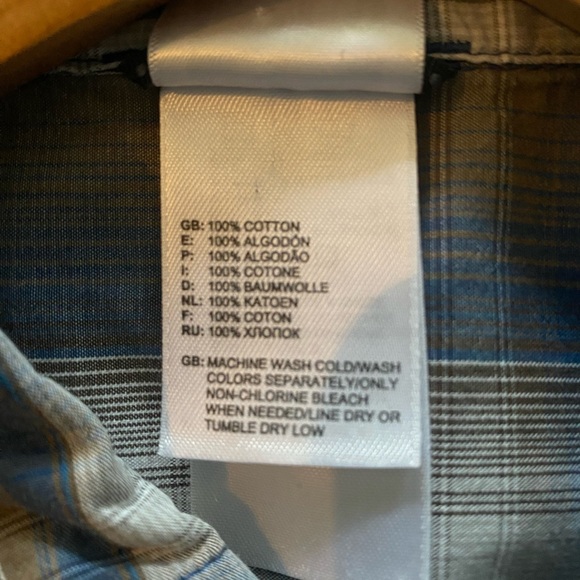 GB: 100% COTTON
E: 100% ALGODÓN
P: 100% ALGODÃO
I: 100% COTONE
D: 100% BAUMWOLLE
NL: 100% KATOEN
F: 100% COTON
RU: 100% ХЛОПОК
GB: MACHINE WASH COLD/WASH
COLORS SEPARATELY/ONLY
NON-CHLORINE BLEACH
WHEN NEEDED/LINE DRY OR
TUMBLE DRY LOW